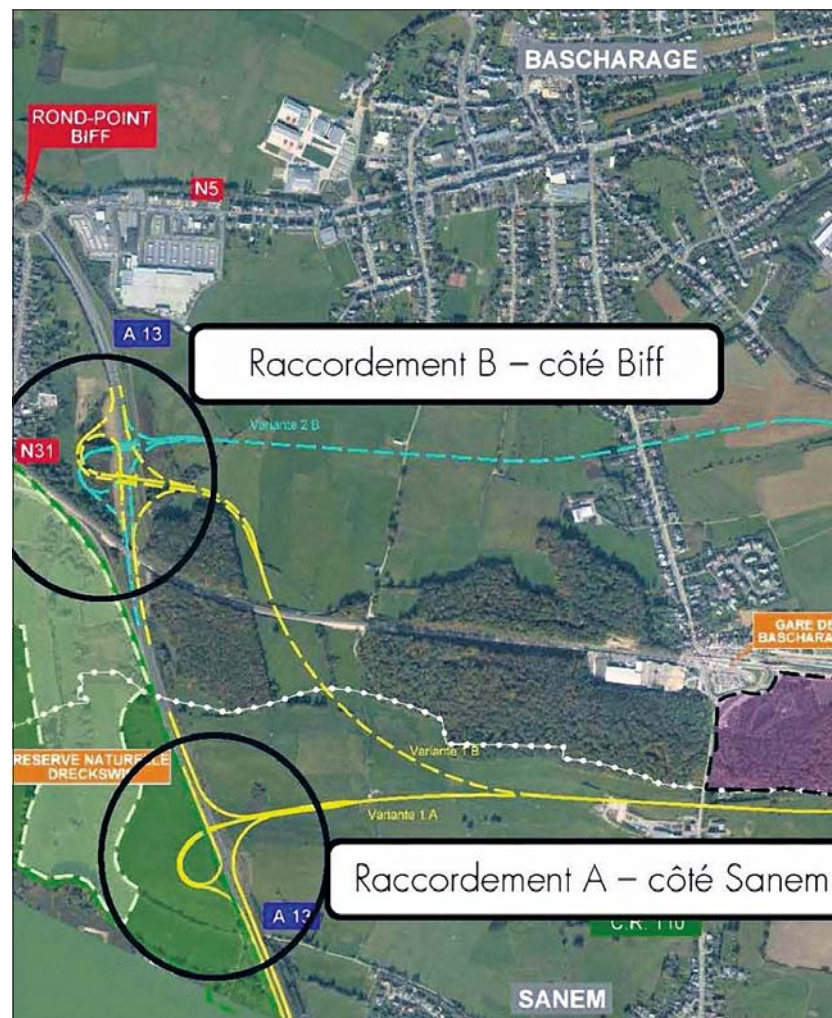 BASCHARAGE
ROND-POINT
BIFF
N5
A 13
Raccordement B – côté Biff
Variante 2 B
N31
GARE DE
BASCHARA
Variante 1 B
RESERVE NATURELLE
DRECKSWI
Variante 1 A
Raccordement A – côté Sanem
A 13
C.R. 110
SANEM